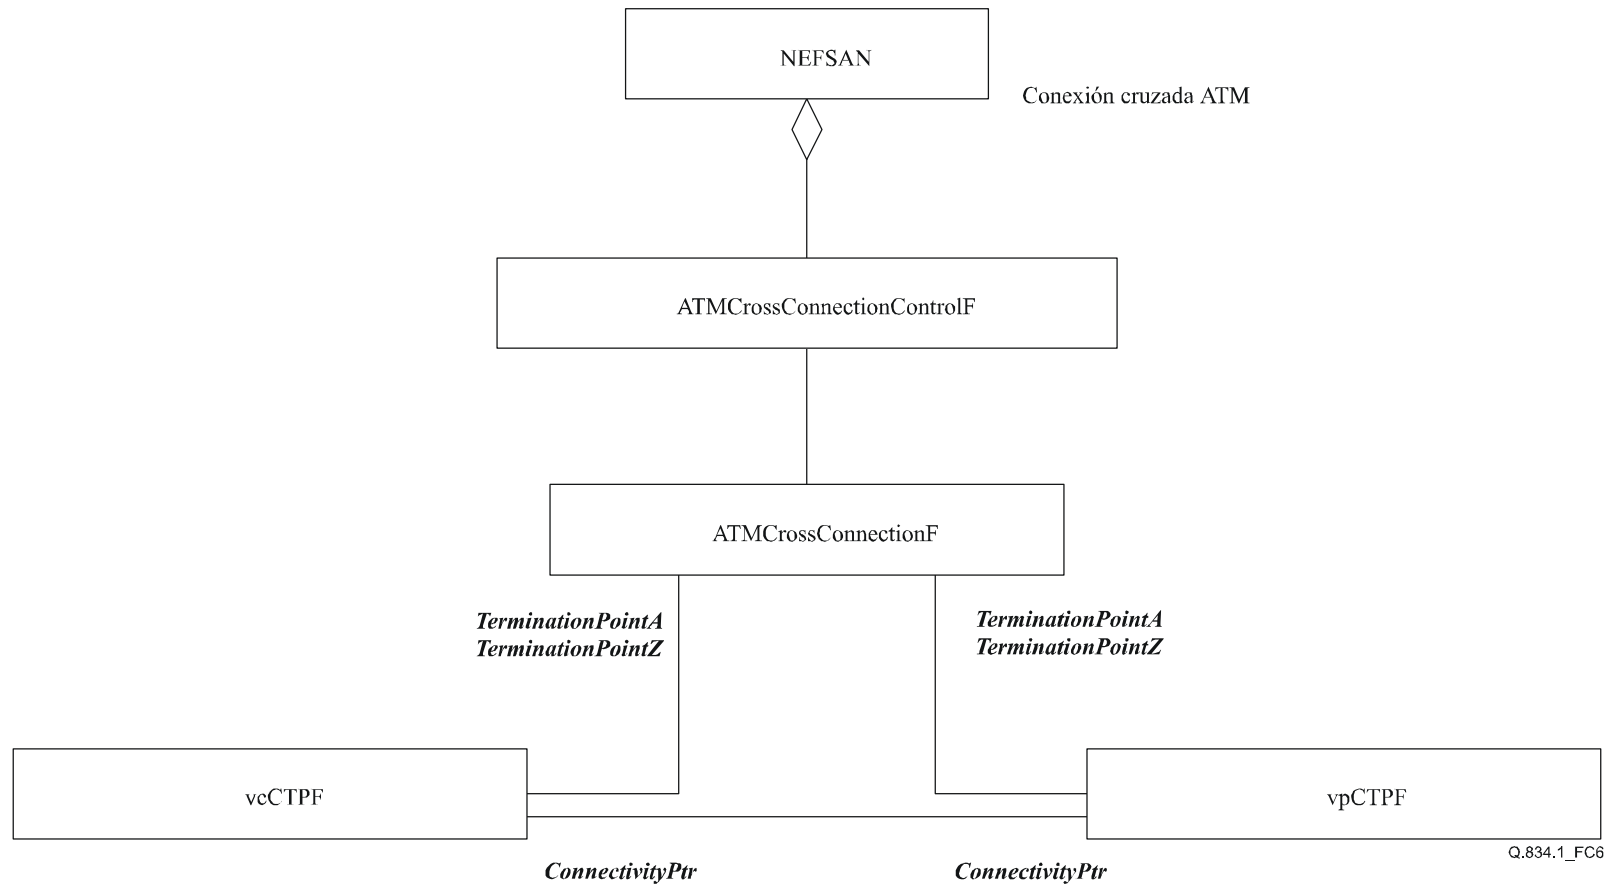 NEFSAN
Conexión cruzada ATM
ATMCrossConnectionControlF
ATMCrossConnectionF
TerminationPointA
TerminationPointZ
TerminationPointA
TerminationPointZ
vcCTPF
vpCTPF
Q.834.1_FC6
ConnectivityPtr
ConnectivityPtr